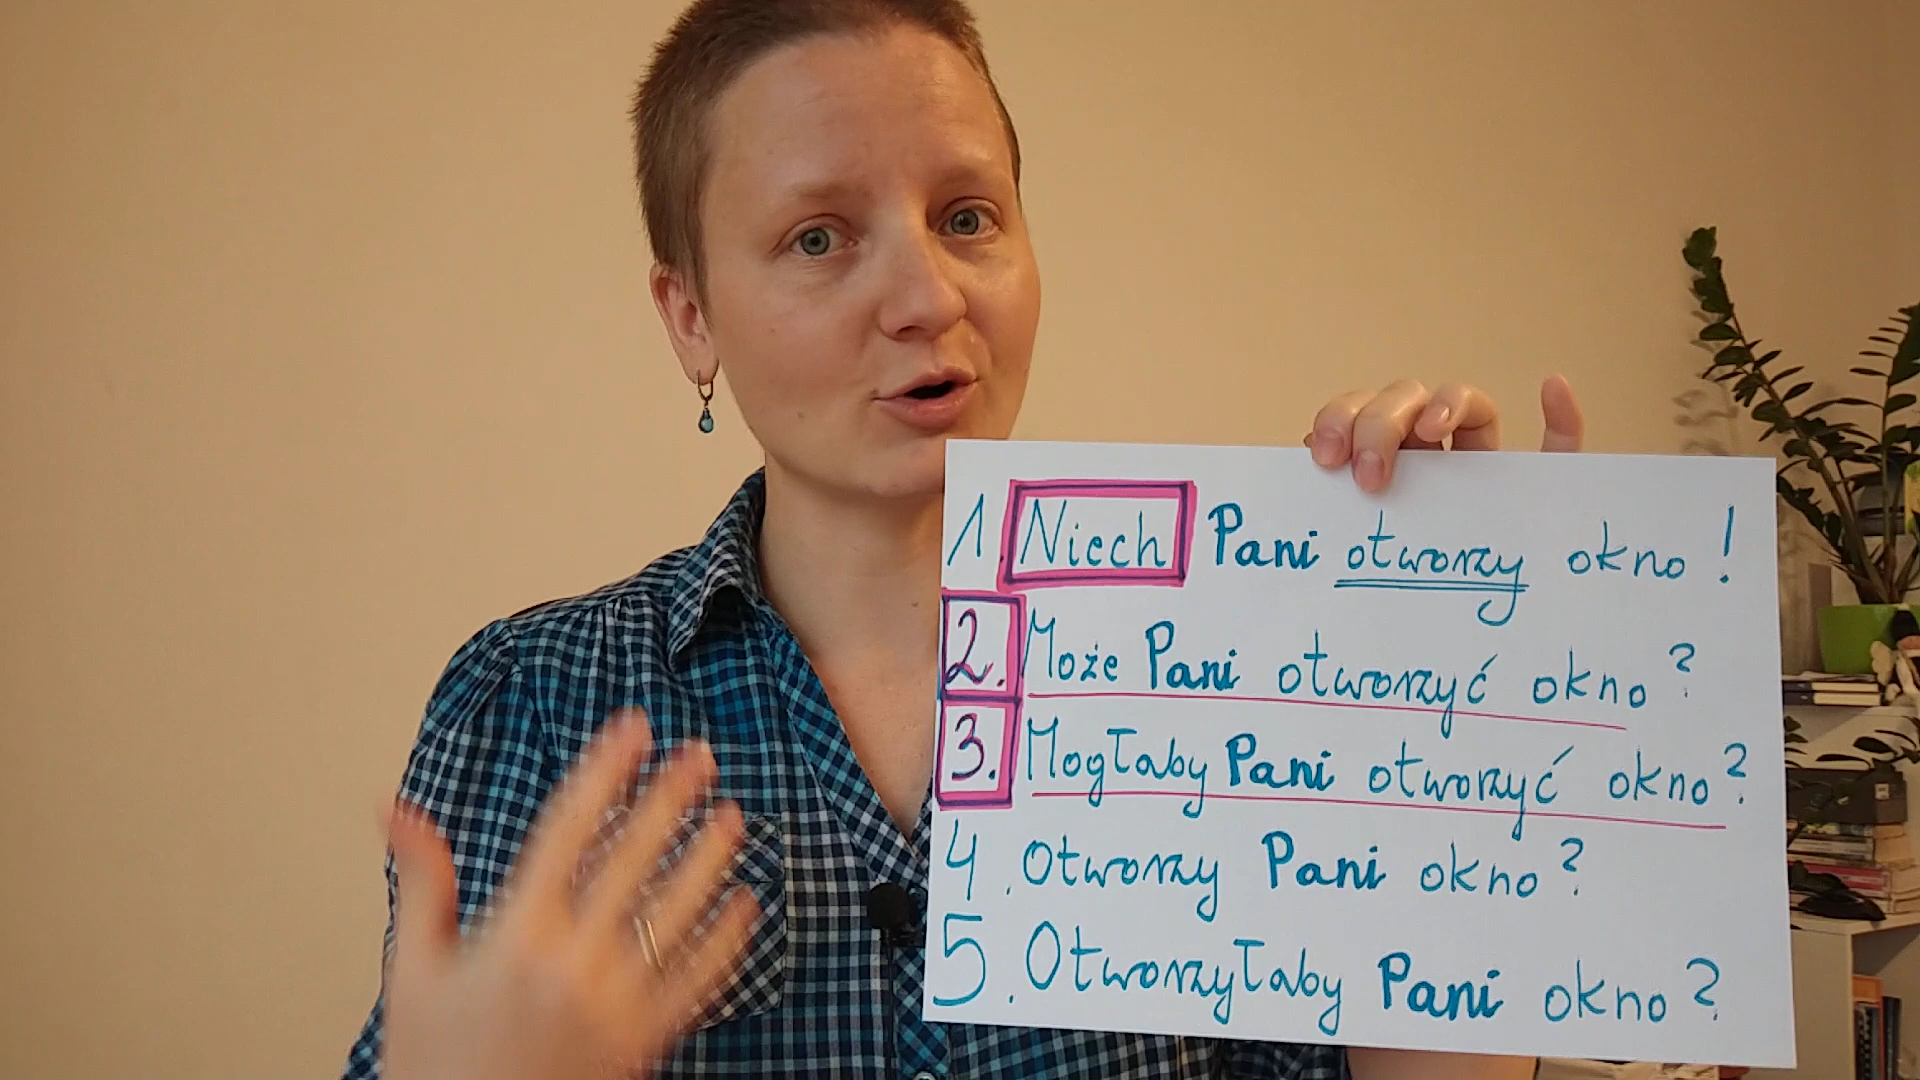 1. Niech Pani otworzy okno!
2. Może Pani otworzyć okno?
3. Mogłaby Pani otworzyć okno?
4. Otworzy Pani okno?
5. Otworzyłaby Pani okno?